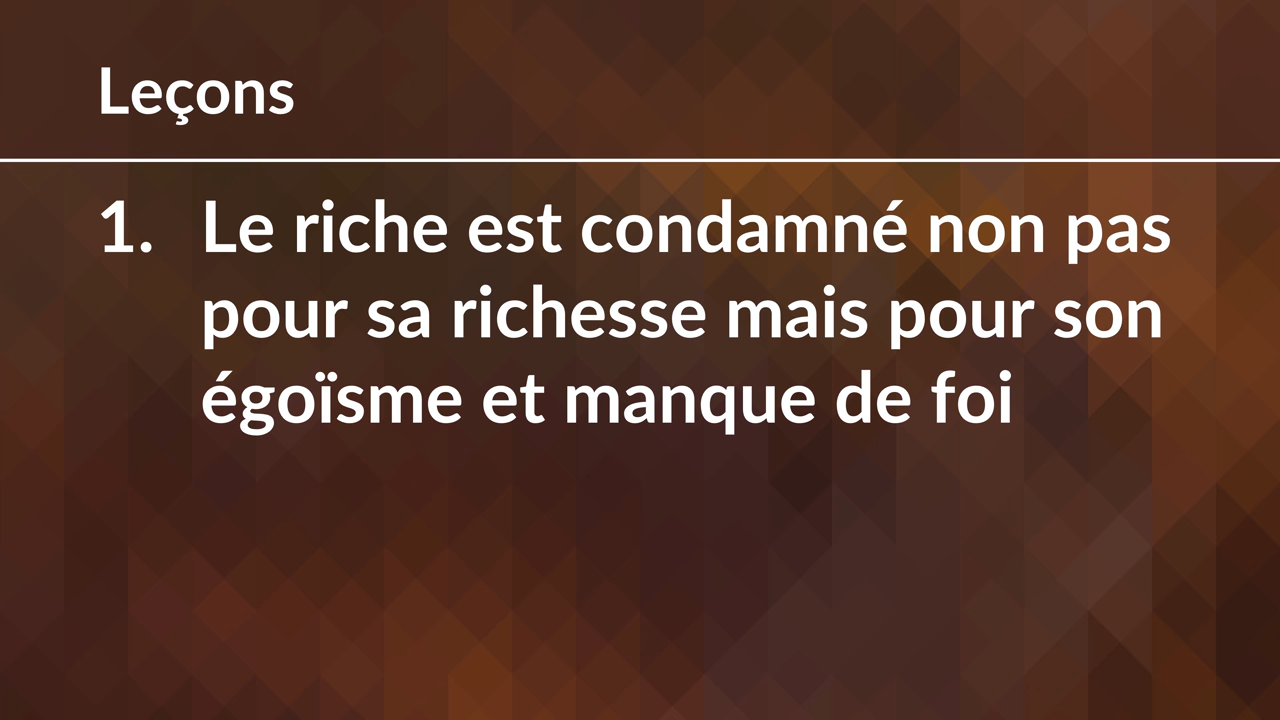 Leçons
1. Le riche est condamné non pas
pour sa richesse mais pour son
égoïsme et manque de foi